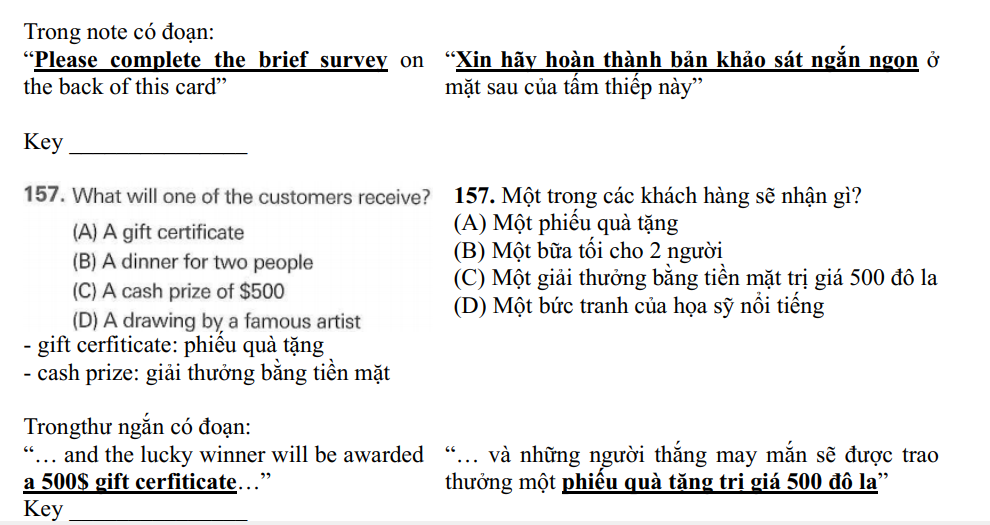 Trong note có đoạn:
“Please complete the brief survey on
the back of this card”
“Xin hãy hoàn thành bản khảo sát ngắn ngọn ở
mặt sau của tấm thiếp này”
Key ________________
157. What will one of the customers receive?
(A) A gift certificate
(B) A dinner for two people
(C) A cash prize of $500
(D) A drawing by a famous artist
157. Một trong các khách hàng sẽ nhận gì?
(A) Một phiếu quà tặng
(B) Một bữa tối cho 2 người
(C) Một giải thưởng bằng tiền mặt trị giá 500 đô la
(D) Một bức tranh của họa sỹ nổi tiếng
- gift cerfiticate: phiếu quà tặng
- cash prize: giải thưởng bằng tiền mặt
Trongthư ngắn có đoạn:
“… and the lucky winner will be awarded
a 500$ gift cerfiticate…”
“… và những người thắng may mắn sẽ được trao
thưởng một phiếu quà tặng trị giá 500 đô la”
Key ________________